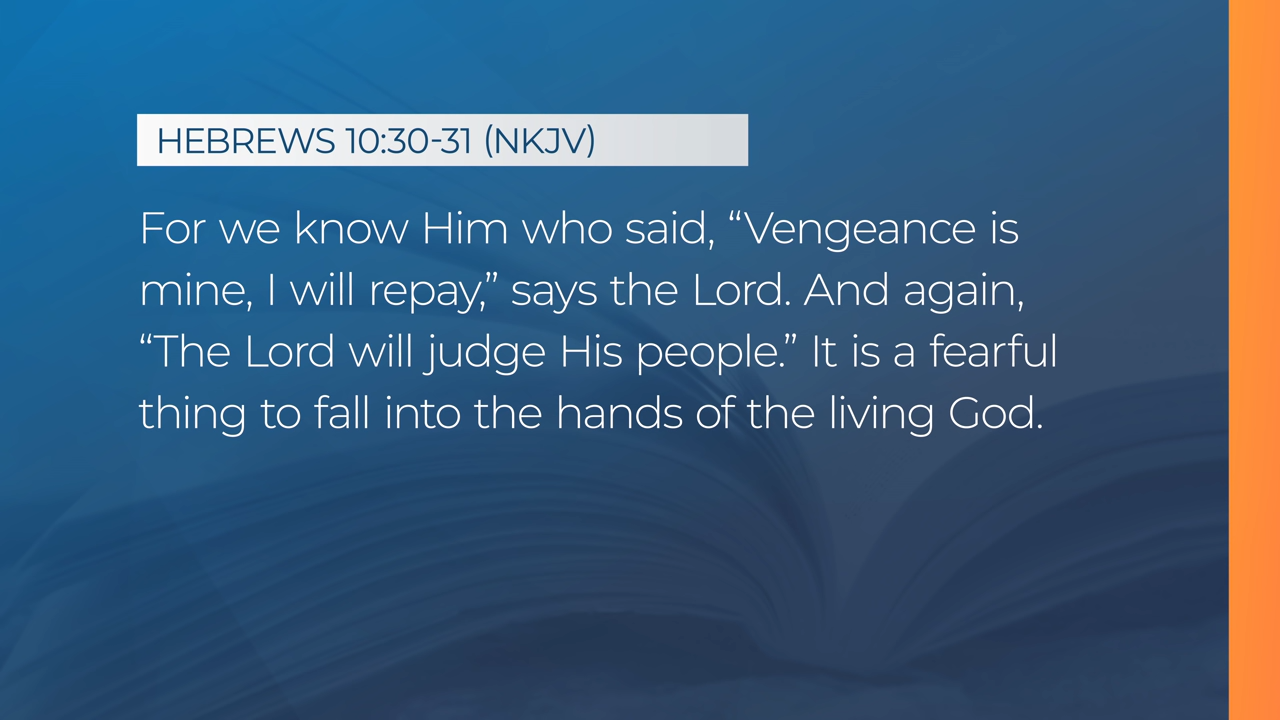 HEBREWS 10:30-31 (NKJV)
For we know Him who said, “Vengeance is
mine, I will repay,” says the Lord. And again,
“The Lord will judge His people.” It is a fearful
thing to fall into the hands of the living God.